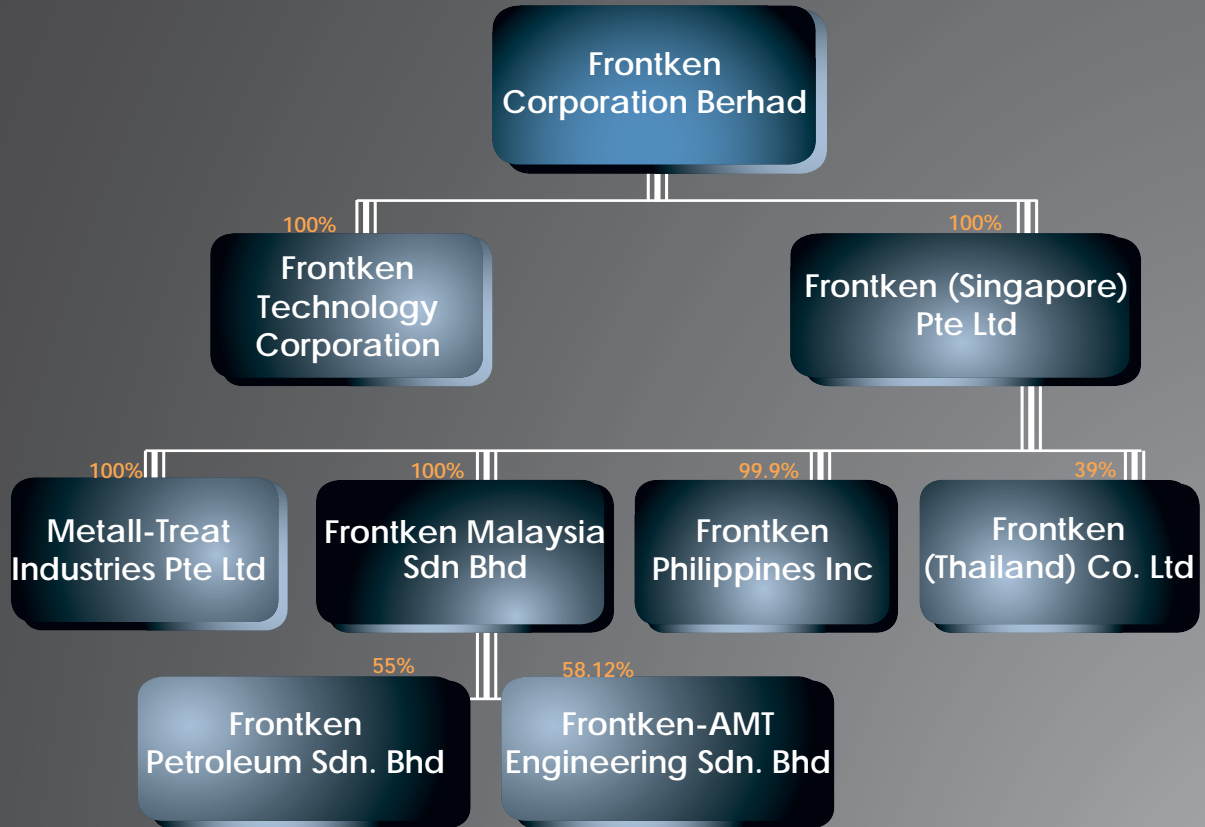 Frontken
Corporation Berhad
100%
Frontken
Technology
Corporation
100%
Frontken (Singapore)
Pte Ltd
100%
Metall-Treat
Industries Pte Ltd
100%
Frontken Malaysia
Sdn Bhd
99.9%
Frontken
Philippines Inc
39%
Frontken
(Thailand) Co. Ltd
55%
Frontken
Petroleum Sdn. Bhd
58.12%
Frontken-AMT
Engineering Sdn. Bhd